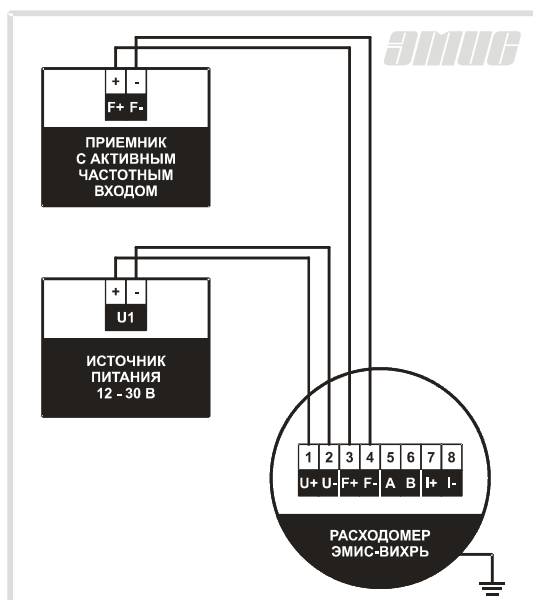 ЭМИС
+ -
F+ F-
ПРИЕМНИК
С АКТИВНЫМ
ЧАСТОТНЫМ
ВХОДОМ
+ -
U1
ИСТОЧНИК
ПИТАНИЯ
12 - 30 В
1 2 3 4 5 6 7 8
U+ U- F+ F- A B I+ I-
РАСХОДОМЕР
ЭМИС-ВИХРЬ